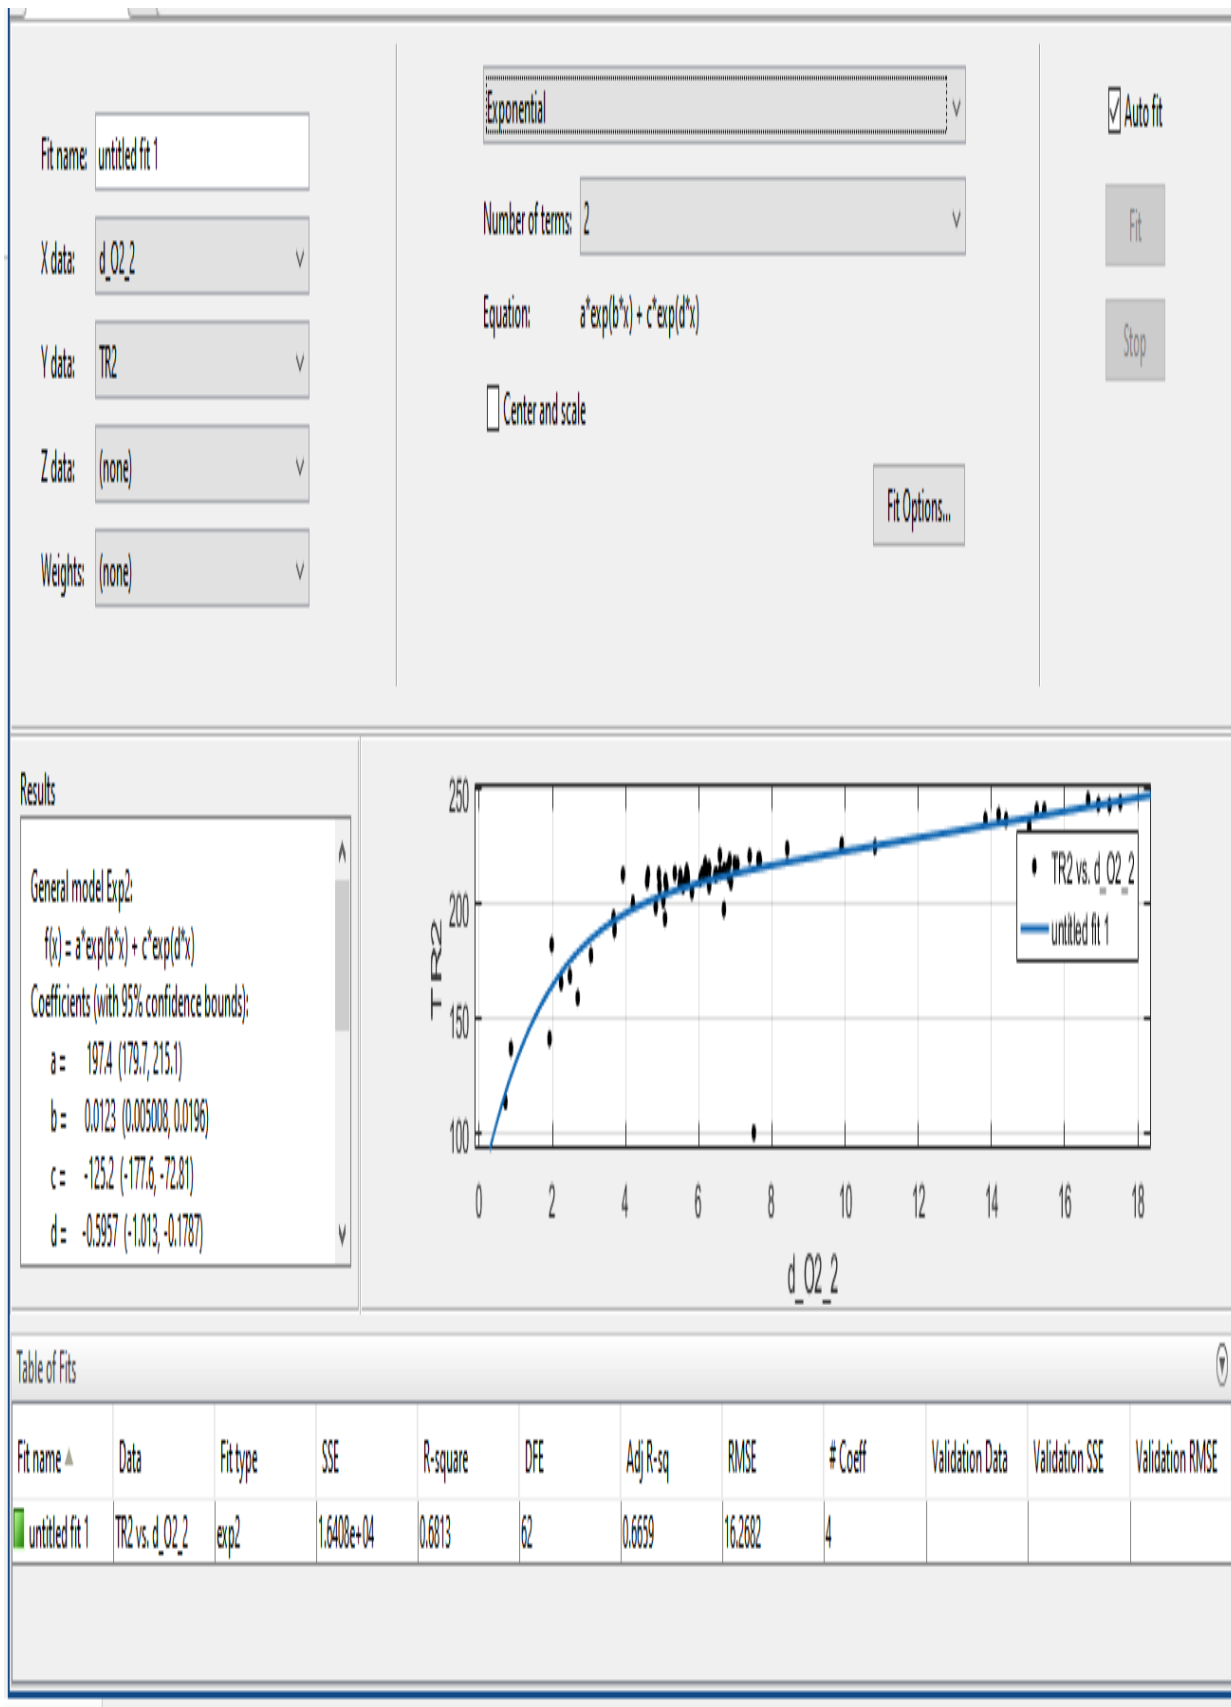 Fit name: untitled fit 1
X data: d_O2_2
Y data: TR2
Z data: (none)
Weights: (none)
Exponential
Number of terms: 2
Equation: a*exp(b*x) + c*exp(d*x)
Center and scale
Fit Options...
Auto fit
Fit
Stop
Results
General model Exp2:
f(x) = a*exp(b*x) + c*exp(d*x)
Coefficients (with 95% confidence bounds):
a = 197.4 (179.7, 215.1)
b = 0.0123 (0.005008, 0.0196)
c = -125.2 (-177.6, -72.81)
d = -0.5957 (-1.013, -0.1787)
250
200
150
100
TR2
0 2 4 6 8 10 12 14 16 18
d_O2_2
TR2 vs. d_O2_2
untitled fit 1
Table of Fits
Fit name Data Fit type SSE R-square DFE Adj R-sq RMSE # Coeff Validation Data Validation SSE Validation RMSE
untitled fit 1 TR2 vs. d_O2_2 exp2 1.6408e+04 0.6813 62 0.6659 16.2682 4